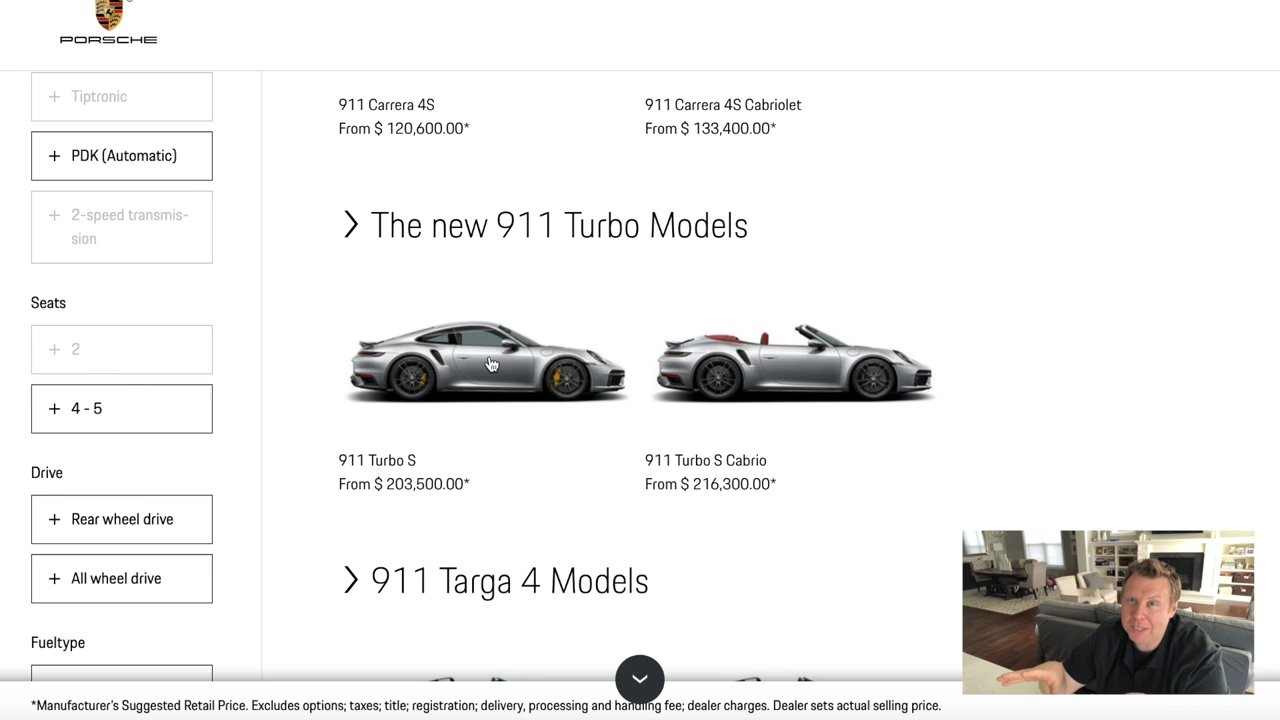 PORSCHE
+ Tiptronic
+ PDK (Automatic)
+ 2-speed transmis-
sion
Seats
+ 2
+ 4 - 5
Drive
+ Rear wheel drive
+ All wheel drive
Fueltype
911 Carrera 4S
From $ 120,600.00*
911 Carrera 4S Cabriolet
From $ 133,400.00*
The new 911 Turbo Models
911 Turbo S
From $ 203,500.00*
911 Turbo S Cabrio
From $ 216,300.00*
911 Targa 4 Models
*Manufacturer's Suggested Retail Price. Excludes options; taxes; title; registration; delivery, processing and handling fee; dealer charges. Dealer sets actual selling price.